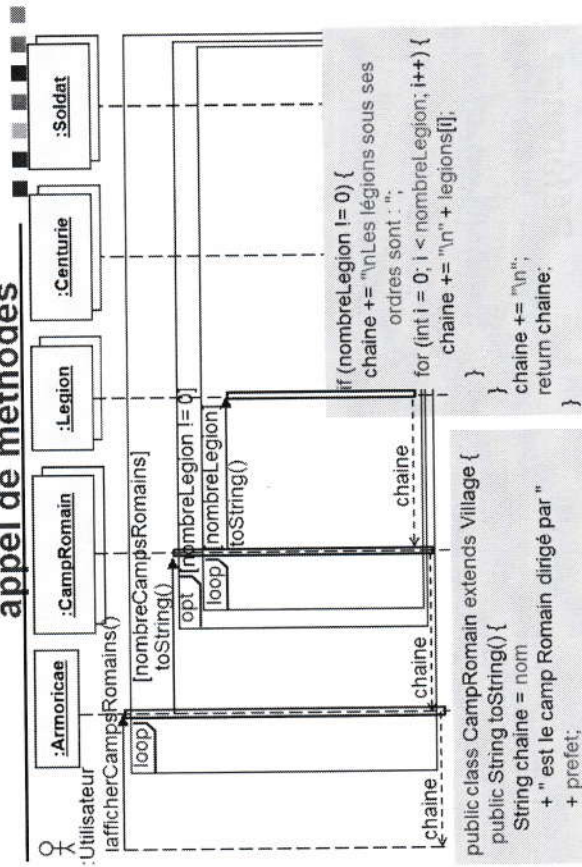 appel de méthodes
:Utilisateur
:Armoricae
:CampRomain
:Legion
:Centurie
:Soldat
afficherCampsRomains()
loop
[nombreCampsRomains]
toString()
opt
[nombreLegion != 0]
loop
[nombreLegion
toString()
chaine
chaine
chaine
public class CampRomain extends Village {
public String toString() {
String chaine = nom
+ " est le camp Romain dirigé par "
+ prefet;
if (nombreLegion != 0) {
chaine += "\nLes légions sous ses
ordres sont : ";
for (int i = 0; i < nombreLegion; i++) {
chaine += "\n" + legions[i];
}
}
chaine += "\n";
return chaine;
}